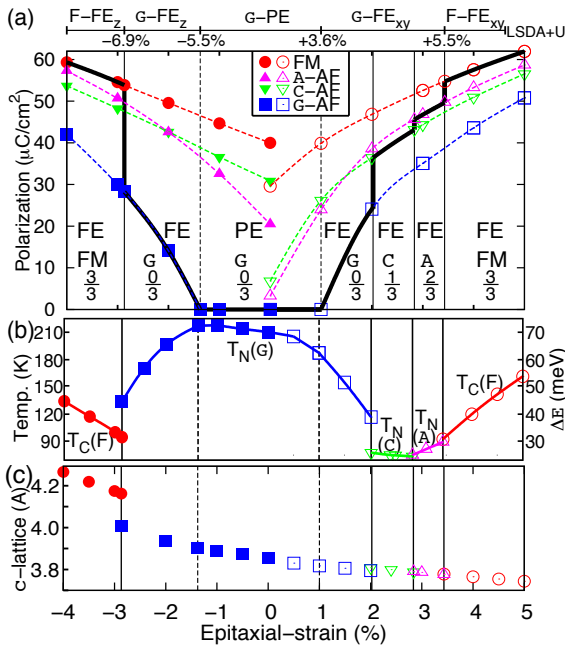 F-FEz G-FEz G-PE G-FExy F-FExy
-6.9% -5.5% +3.6% +5.5% LSDA+U
(a)
60
50
40
30
20
10
0
Polarization (μC/cm²)
FM
A-AF
C-AF
G-AF
FE FE PE FE FE FE FE
FM G G G C A FM
3/3 0/3 0/3 0/3 1/3 2/3 3/3
(b)
210
180
150
120
90
Temp. (K)
TN(G)
TC(F)
TN(C)
TN(A)
TC(F)
70
60
50
40
30
ΔE (meV)
(c)
4.2
4.0
3.8
c-lattice (A)
-4 -3 -2 -1 0 1 2 3 4 5
Epitaxial-strain (%)